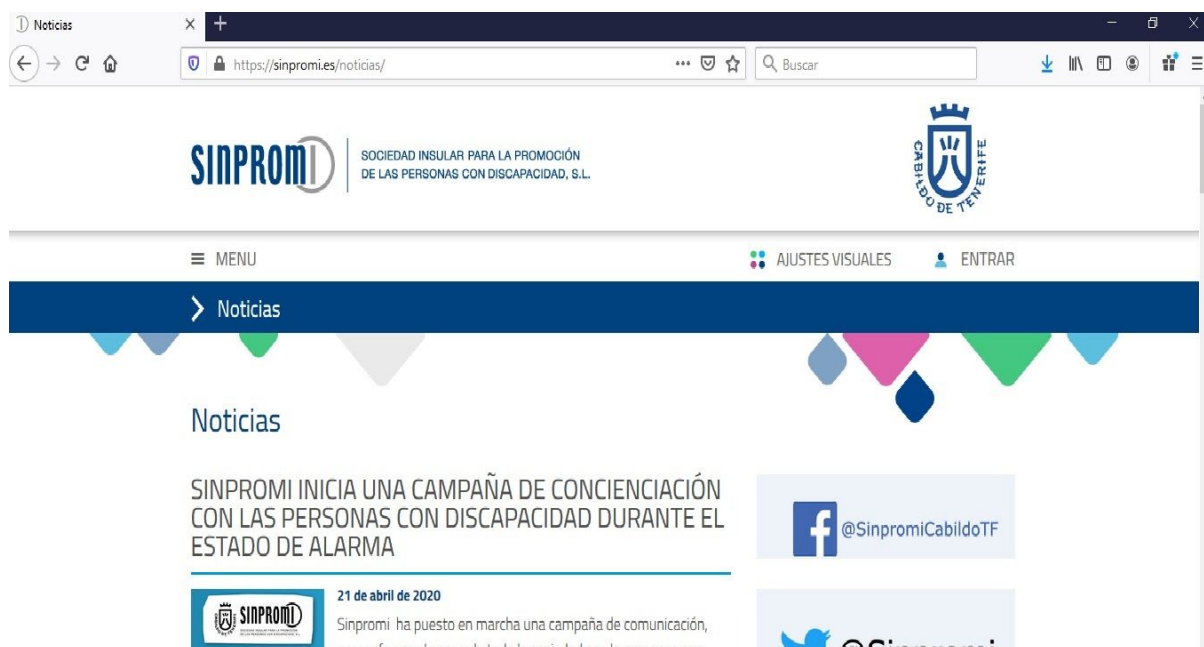 Noticias
https://sinpromi.es/noticias/
Buscar
SINPROMI
SOCIEDAD INSULAR PARA LA PROMOCIÓN
DE LAS PERSONAS CON DISCAPACIDAD, S.L.
CABILDO DE TENERIFE
MENU
AJUSTES VISUALES
ENTRAR
Noticias
Noticias
SINPROMI INICIA UNA CAMPAÑA DE CONCIENCIACIÓN
CON LAS PERSONAS CON DISCAPACIDAD DURANTE EL
ESTADO DE ALARMA
@SinpromiCabildoTF
SINPROMI
21 de abril de 2020
Sinpromi ha puesto en marcha una campaña de comunicación,
@Sinpromi